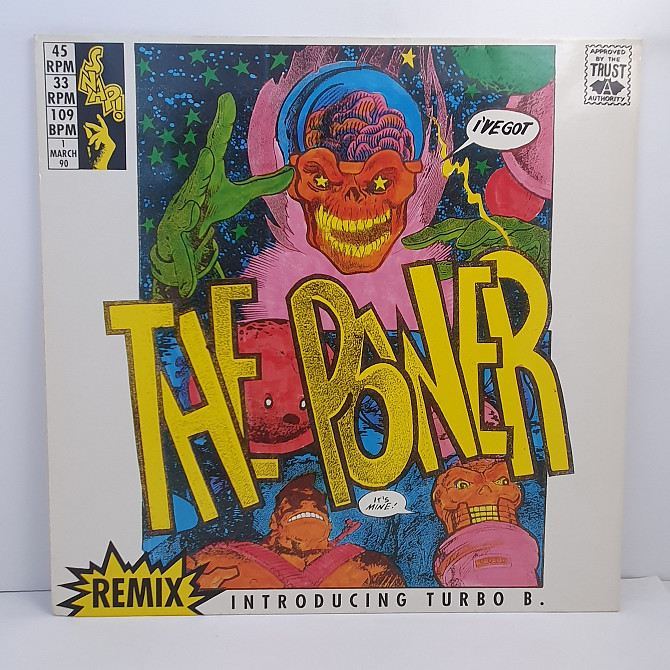 45
RPM
33
RPM
109
BPM
1
MARCH
90
SNAP!
APPROVED
BY THE
TRUST
AUTHORITY
I'VE GOT
THE POWER
IT'S
MINE!
REMIX
INTRODUCING TURBO B.